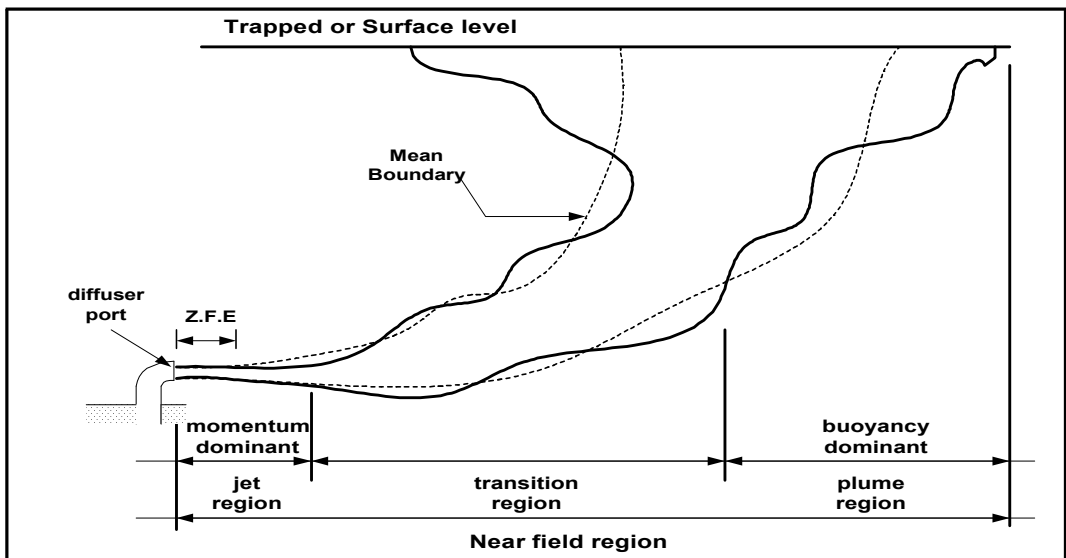 Trapped or Surface level
Mean
Boundary
diffuser
port
Z.F.E
momentum
dominant
buoyancy
dominant
jet
region
transition
region
plume
region
Near field region